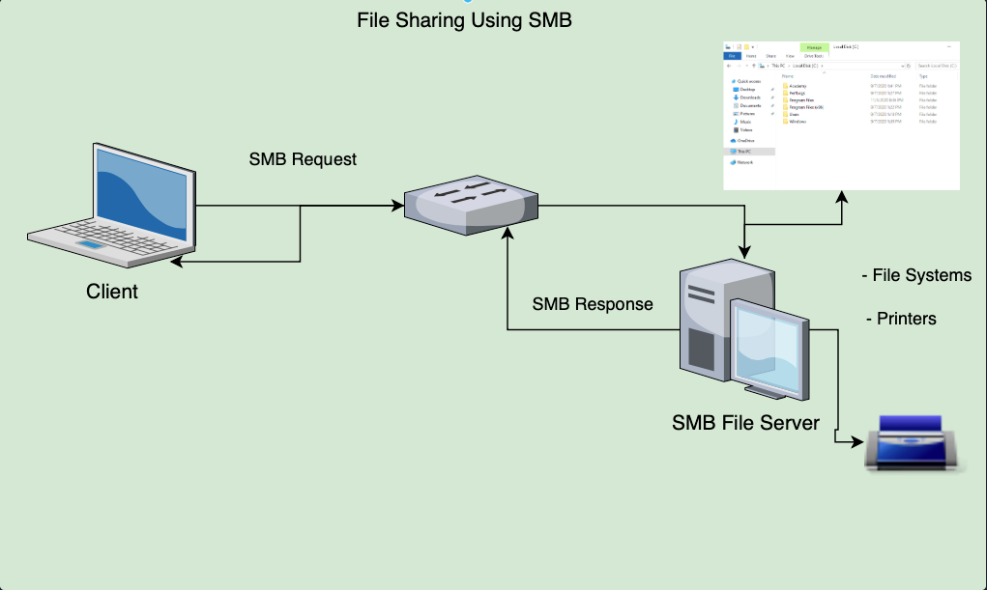 File Sharing Using SMB
Manage
Local Disk (C:)
File
Home
Share
View
Drive Tools
This PC
Local Disk (C:)
Search Local Disk (C:)
Name
Date modified
Type
Quick access
Desktop
Downloads
Documents
Pictures
Music
Videos
OneDrive
This PC
Network
Academy
PerfLogs
Program Files
Program Files (x86)
Users
Windows
File folder
File folder
File folder
File folder
File folder
File folder
SMB Request
Client
SMB Response
- File Systems
- Printers
SMB File Server